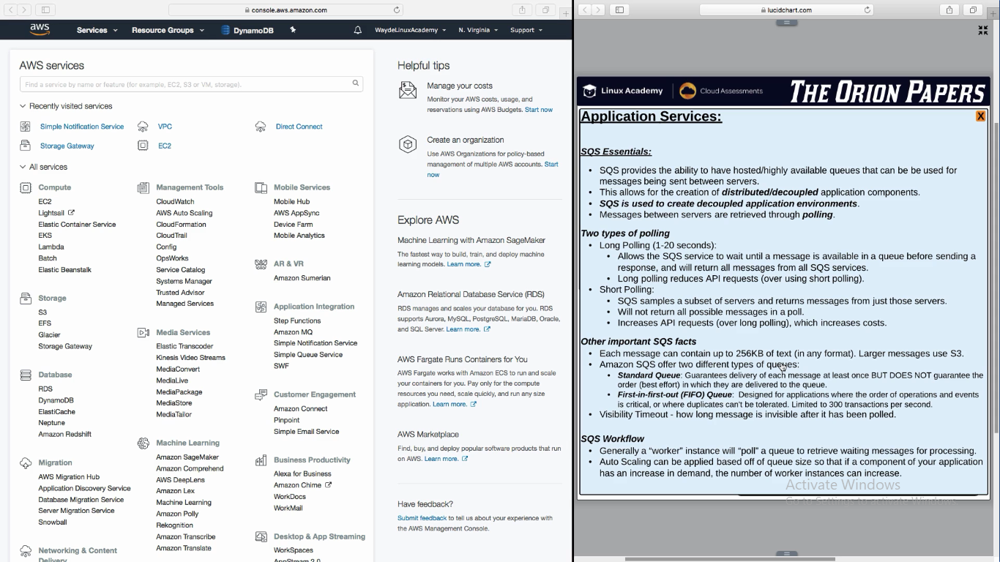 console.aws.amazon.com
aws
Services
Resource Groups
DynamoDB
WaydeLinuxAcademy
N. Virginia
Support
AWS services
Find a service by name or feature (for example, EC2, S3 or VM, storage).
Recently visited services
Simple Notification Service
VPC
Direct Connect
Storage Gateway
EC2
All services
Compute
EC2
Lightsail
Elastic Container Service
EKS
Lambda
Batch
Elastic Beanstalk
Storage
S3
EFS
Glacier
Storage Gateway
Database
RDS
DynamoDB
ElastiCache
Neptune
Amazon Redshift
Migration
AWS Migration Hub
Application Discovery Service
Database Migration Service
Server Migration Service
Snowball
Networking & Content
Delivery
Management Tools
CloudWatch
AWS Auto Scaling
CloudFormation
CloudTrail
Config
OpsWorks
Service Catalog
Systems Manager
Trusted Advisor
Managed Services
Media Services
Elastic Transcoder
Kinesis Video Streams
MediaConvert
MediaLive
MediaPackage
MediaStore
MediaTailor
Machine Learning
Amazon SageMaker
Amazon Comprehend
AWS DeepLens
Amazon Lex
Machine Learning
Amazon Polly
Rekognition
Amazon Transcribe
Amazon Translate
Mobile Services
Mobile Hub
AWS AppSync
Device Farm
Mobile Analytics
AR & VR
Amazon Sumerian
Application Integration
Step Functions
Amazon MQ
Simple Notification Service
Simple Queue Service
SWF
Customer Engagement
Amazon Connect
Pinpoint
Simple Email Service
Business Productivity
Alexa for Business
Amazon Chime
WorkDocs
WorkMail
Desktop & App Streaming
WorkSpaces
AppStream 2.0
Helpful tips
Manage your costs
Monitor your AWS costs, usage, and
reservations using AWS Budgets. Start now
Create an organization
Use AWS Organizations for policy-based
management of multiple AWS accounts. Start
now
Explore AWS
Machine Learning with Amazon SageMaker
The fastest way to build, train, and deploy machine
learning models. Learn more.
Amazon Relational Database Service (RDS)
RDS manages and scales your database for you. RDS
supports Aurora, MySQL, PostgreSQL, MariaDB, Oracle,
and SQL Server. Learn more.
AWS Fargate Runs Containers for You
AWS Fargate works with Amazon ECS to run and scale
your containers for you. Pay only for the compute
resources you need, scale quickly, and run any size
application. Learn more.
AWS Marketplace
Find, buy, and deploy popular software products that run
on AWS. Learn more.
Have feedback?
Submit feedback to tell us about your experience with
the AWS Management Console.
lucidchart.com
Linux Academy
Cloud Assessments
THE ORION PAPERS
Application Services:
X
SQS Essentials:
• SQS provides the ability to have hosted/highly available queues that can be be used for
messages being sent between servers.
• This allows for the creation of distributed/decoupled application components.
• SQS is used to create decoupled application environments.
• Messages between servers are retrieved through polling.
Two types of polling
• Long Polling (1-20 seconds):
• Allows the SQS service to wait until a message is available in a queue before sending a
response, and will return all messages from all SQS services.
• Long polling reduces API requests (over using short polling).
• Short Polling:
• SQS samples a subset of servers and returns messages from just those servers.
• Will not return all possible messages in a poll.
• Increases API requests (over long polling), which increases costs.
Other important SQS facts
• Each message can contain up to 256KB of text (in any format). Larger messages use S3.
• Amazon SQS offer two different types of queues:
• Standard Queue: Guarantees delivery of each message at least once BUT DOES NOT guarantee the
order (best effort) in which they are delivered to the queue.
• First-in-first-out (FIFO) Queue: Designed for applications where the order of operations and events
is critical, or where duplicates can't be tolerated. Limited to 300 transactions per second.
• Visibility Timeout - how long message is invisible after it has been polled.
SQS Workflow
• Generally a “worker” instance will “poll” a queue to retrieve waiting messages for processing.
• Auto Scaling can be applied based off of queue size so that if a component of your application
has an increase in demand, the number of worker instances can increase.
Activate Windows
Go to Settings to activate Windows.